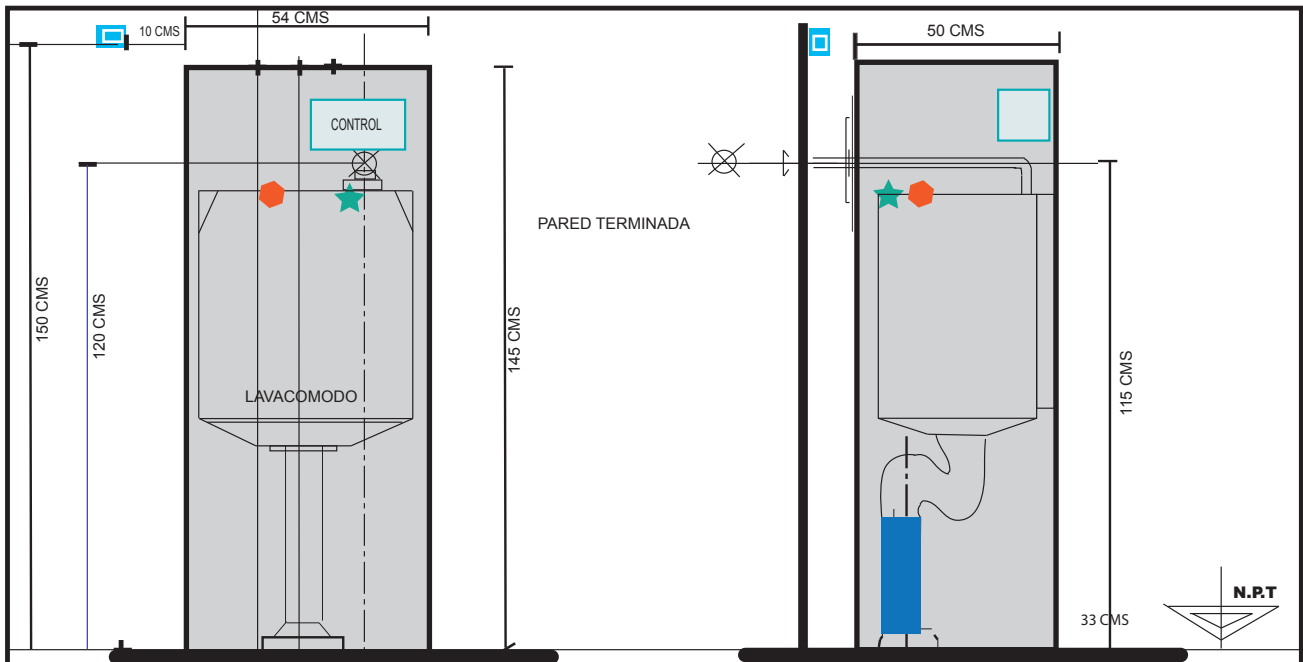 54 CMS
10 CMS
50 CMS
CONTROL
PARED TERMINADA
150 CMS
120 CMS
145 CMS
115 CMS
LAVACOMODO
N.P.T
33 CMS